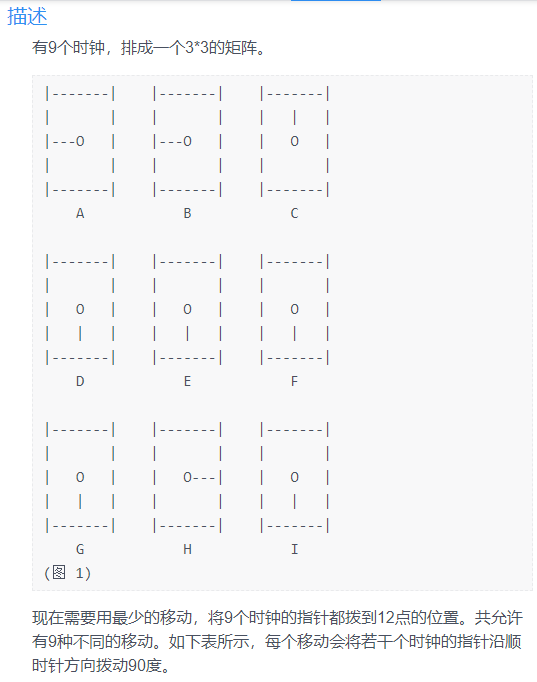 描述
有9个时钟，排成一个3*3的矩阵。
|-------|    |-------|    |-------|
|       |    |       |    |   |   |
|---O   |    |---O   |    |   O   |
|       |    |       |    |       |
|-------|    |-------|    |-------|
    A            B            C
|-------|    |-------|    |-------|
|       |    |       |    |       |
|   O   |    |   O   |    |   O   |
|   |   |    |   |   |    |   |   |
|-------|    |-------|    |-------|
    D            E            F
|-------|    |-------|    |-------|
|       |    |       |    |       |
|   O   |    |   O---|    |   O   |
|   |   |    |       |    |   |   |
|-------|    |-------|    |-------|
    G            H            I
(图 1)
现在需要用最少的移动，将9个时钟的指针都拨到12点的位置。共允许
有9种不同的移动。如下表所示，每个移动会将若干个时钟的指针沿顺
时针方向拨动90度。